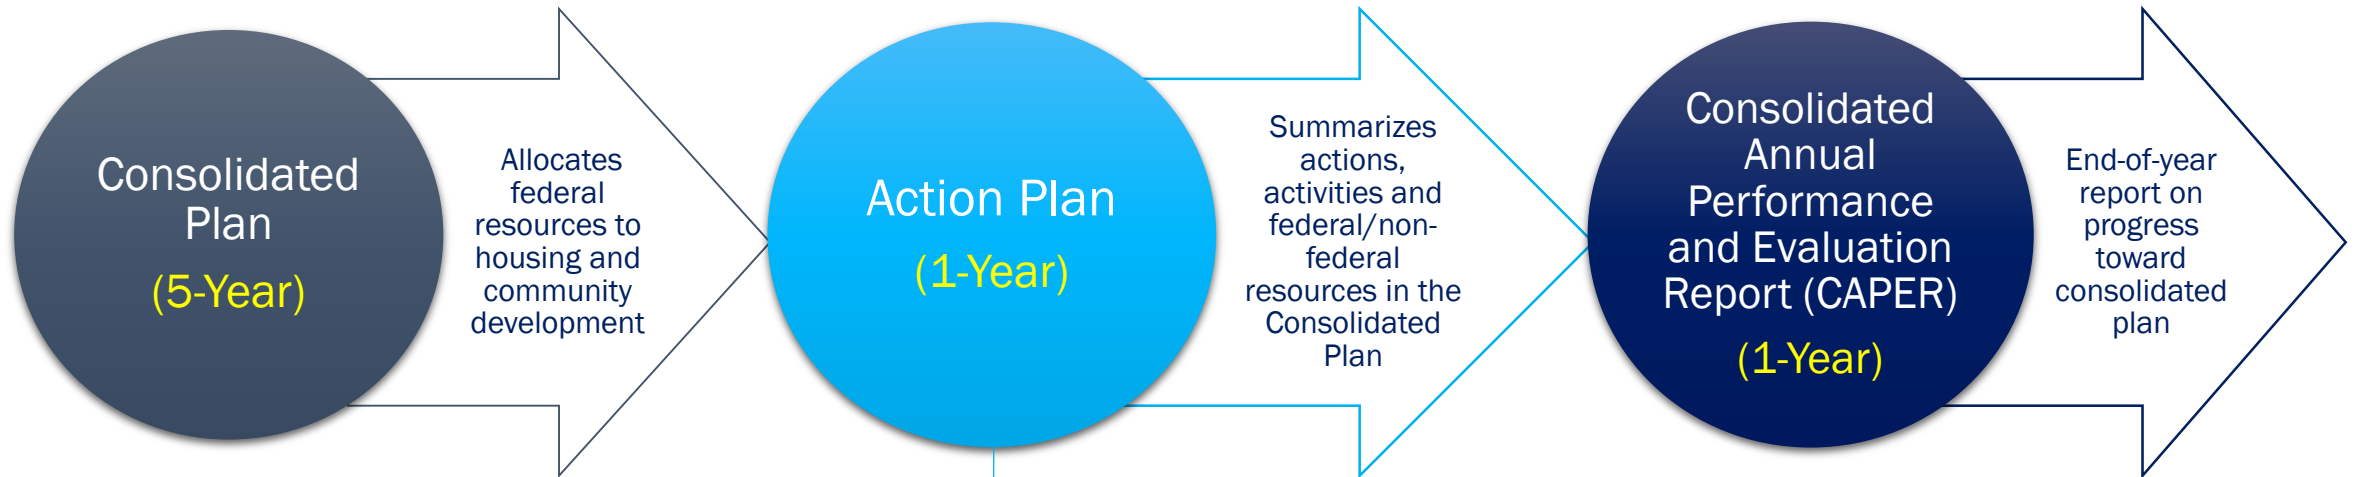 Consolidated
Plan
(5-Year)
Allocates
federal
resources to
housing and
community
development
Action Plan
(1-Year)
Summarizes
actions,
activities and
federal/non-
federal
resources in the
Consolidated
Plan
Consolidated
Annual
Performance
and Evaluation
Report (CAPER)
(1-Year)
End-of-year
report on
progress
toward
consolidated
plan